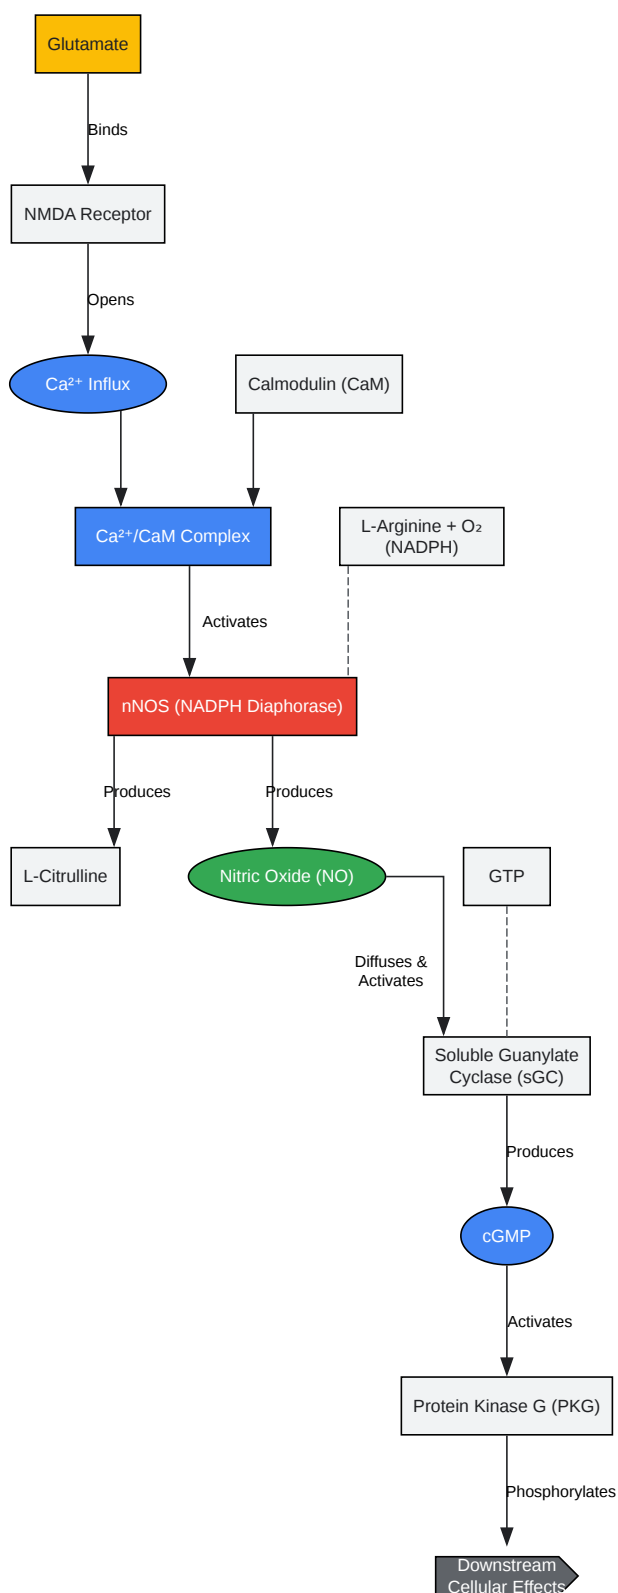 Glutamate
Binds
NMDA Receptor
Opens
Ca²⁺ Influx
Calmodulin (CaM)
Ca²⁺/CaM Complex
L-Arginine + O₂
(NADPH)
Activates
nNOS (NADPH Diaphorase)
Produces
Produces
L-Citrulline
Nitric Oxide (NO)
GTP
Diffuses &
Activates
Soluble Guanylate
Cyclase (sGC)
Produces
cGMP
Activates
Protein Kinase G (PKG)
Phosphorylates
Downstream
Cellular Effects